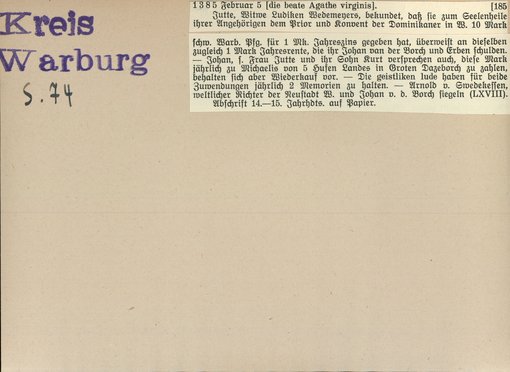 Kreis
Warburg
S. 74
1385 Februar 5 [die beate Agathe virginis]. [185
Jutte, Witwe Ludiken Wedemeyers, bekundet, daß sie zum Seelenheile
ihrer Angehörigen dem Prior und Konvent der Dominikaner in W. 10 Mark
schw. Warb. Pfg. für 1 Mk. Jahreszins gegeben hat, überweist an dieselben
zugleich 1 Mark Jahresrente, die ihr Johan van der Borch und Erben schulden.
— Johan, s. Frau Jutte und ihr Sohn Kurt versprechen auch, diese Mark
jährlich zu Michaelis von 5 Hufen Landes in Groten Dazeborch zu zahlen,
behalten sich aber Wiederkauf vor. — Die geistliken lude haben für beide
Zuwendungen jährlich 2 Memorien zu halten. — Arnold v. Swedekessen,
weltlicher Richter der Neustadt W. und Johan v. d. Borch siegeln (LXVIII).
Abschrift 14.—15. Jahrhdts. auf Papier.